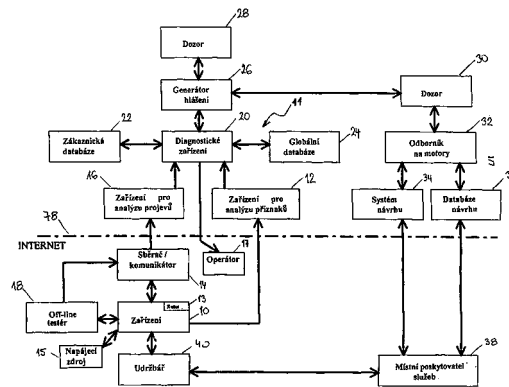 28
Dozor
26
Generátor
hlášení
30
Dozor
22
Zákaznická
databáze
20
Diagnostické
zařízení
11
Globální
databáze
24
32
Odborník
na motory
16
Zařízení pro
analýzu projevů
Zařízení pro
analýzu příznaků
12
34
Systém
návrhu
Databáze
návrhu
78
INTERNET
Sběrač /
komunikátor
14
Operátor
17
18
Off-line
testér
13
Zařízení
10
15
Napájecí
zdroj
Udržbář
40
Místní poskytovatel
služeb
38